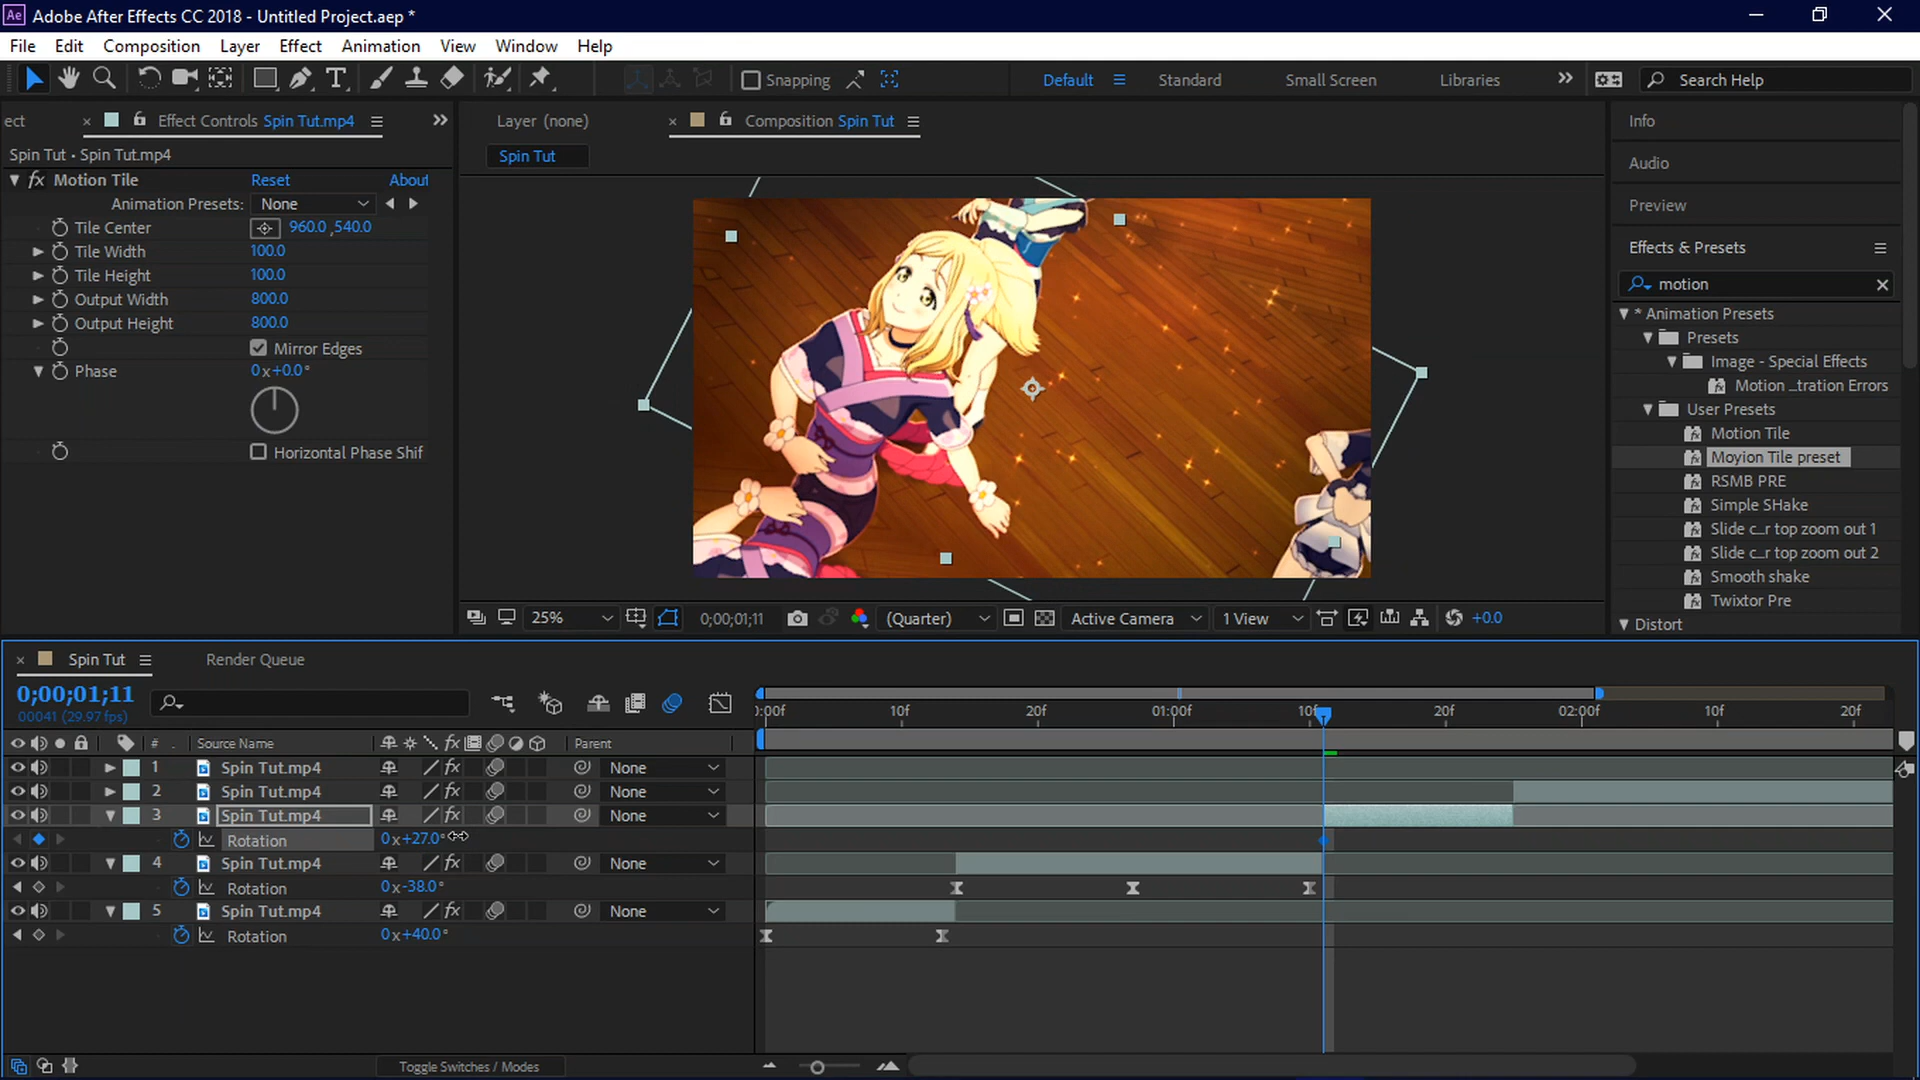 Ae Adobe After Effects CC 2018 - Untitled Project.aep *
File Edit Composition Layer Effect Animation View Window Help
Snapping Default Standard Small Screen Libraries Search Help
ect Effect Controls Spin Tut.mp4
Spin Tut • Spin Tut.mp4
fx Motion Tile Reset About
Animation Presets: None
Tile Center 960.0 ,540.0
Tile Width 100.0
Tile Height 100.0
Output Width 800.0
Output Height 800.0
Mirror Edges
Phase 0 x+0.0°
Horizontal Phase Shif
Layer (none) Composition Spin Tut
Spin Tut
25% 0;00;01;11 (Quarter) Active Camera 1 View +0.0
Info
Audio
Preview
Effects & Presets
motion
* Animation Presets
Presets
Image - Special Effects
Motion ...tration Errors
User Presets
Motion Tile
Moyion Tile preset
RSMB PRE
Simple SHake
Slide c...r top zoom out 1
Slide c...r top zoom out 2
Smooth shake
Twixtor Pre
Distort
Spin Tut Render Queue
0;00;01;11
00041 (29.97 fps)
):00f 10f 20f 01:00f 10f 20f 02:00f 10f 20f
# . Source Name fx Parent
1 Spin Tut.mp4 fx None
2 Spin Tut.mp4 fx None
3 Spin Tut.mp4 fx None
Rotation 0 x+27.0°
4 Spin Tut.mp4 fx None
Rotation 0 x-38.0°
5 Spin Tut.mp4 fx None
Rotation 0 x+40.0°
Toggle Switches / Modes